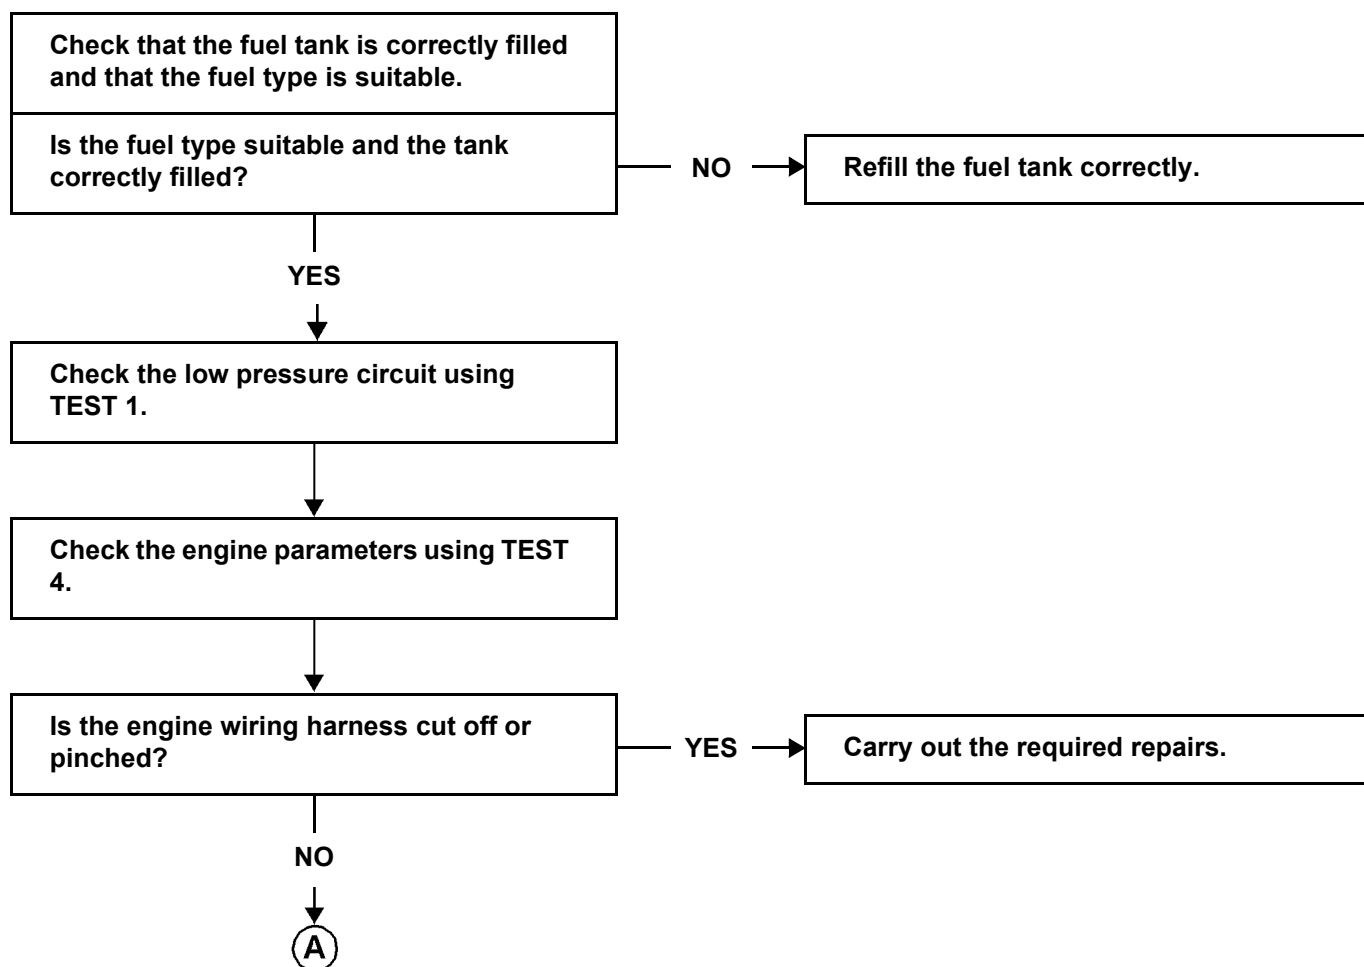 Check that the fuel tank is correctly filled
and that the fuel type is suitable.
Is the fuel type suitable and the tank
correctly filled?
NO
Refill the fuel tank correctly.
YES
Check the low pressure circuit using
TEST 1.
Check the engine parameters using TEST
4.
Is the engine wiring harness cut off or
pinched?
YES
Carry out the required repairs.
NO
A